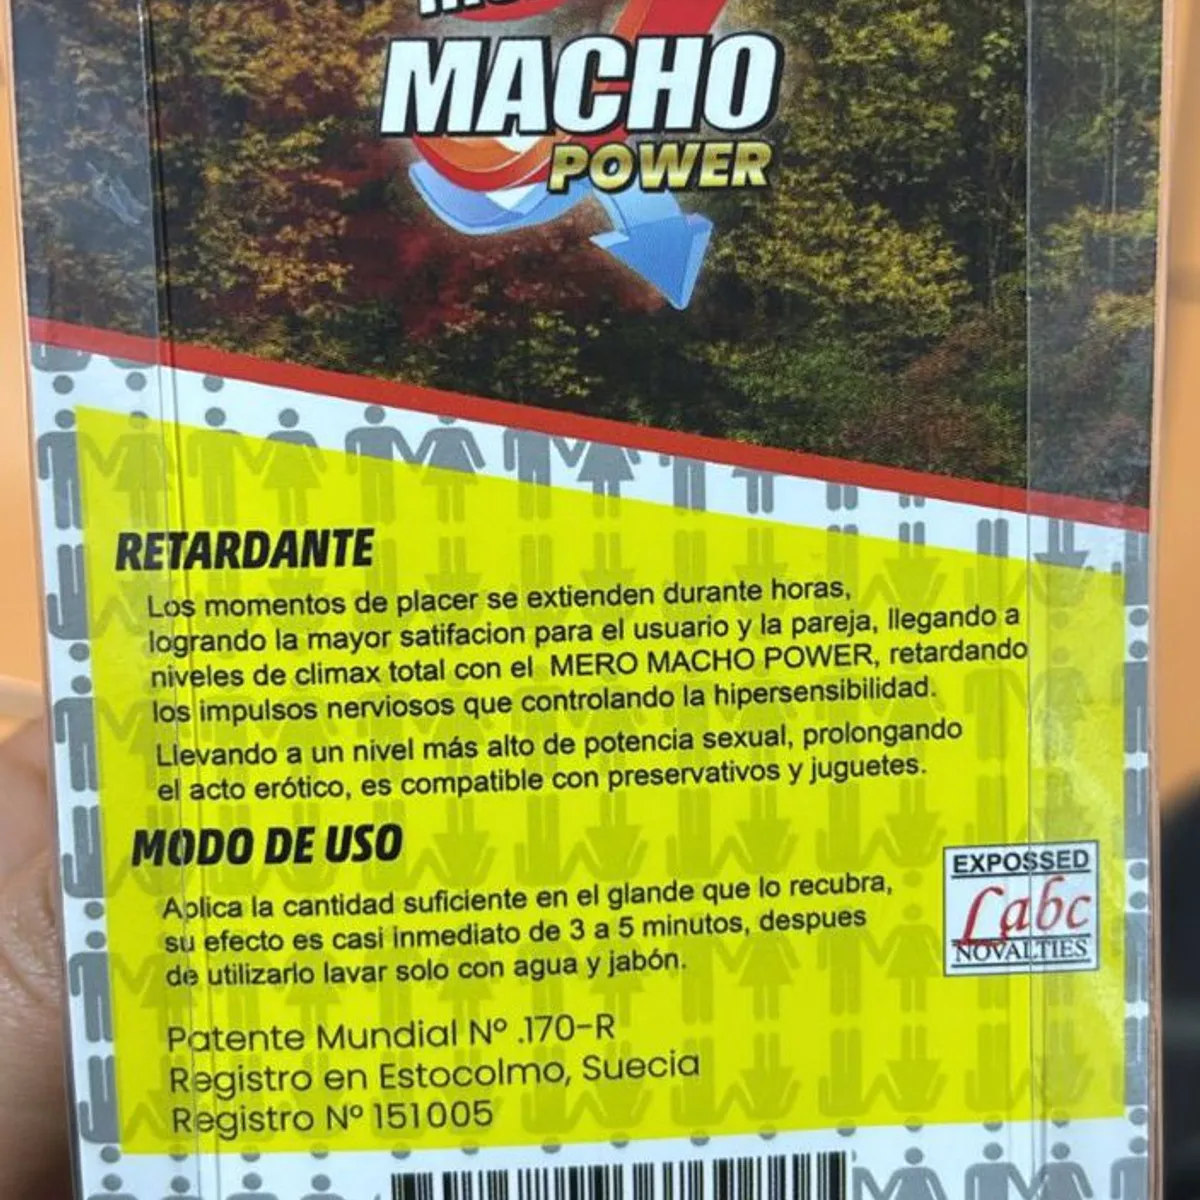 MACHO
POWER
RETARDANTE
Los momentos de placer se extienden durante horas,
logrando la mayor satifacion para el usuario y la pareja, llegando a
niveles de climax total con el MERO MACHO POWER, retardando
los impulsos nerviosos que controlando la hipersensibilidad.
Llevando a un nivel más alto de potencia sexual, prolongando
el acto erótico, es compatible con preservativos y juguetes.
MODO DE USO
Aplica la cantidad suficiente en el glande que lo recubra,
su efecto es casi inmediato de 3 a 5 minutos, despues
de utilizarlo lavar solo con agua y jabón.
EXPOSSED
Labc
NOVALTIES
Patente Mundial Nº .170-R
Registro en Estocolmo, Suecia
Registro Nº 151005